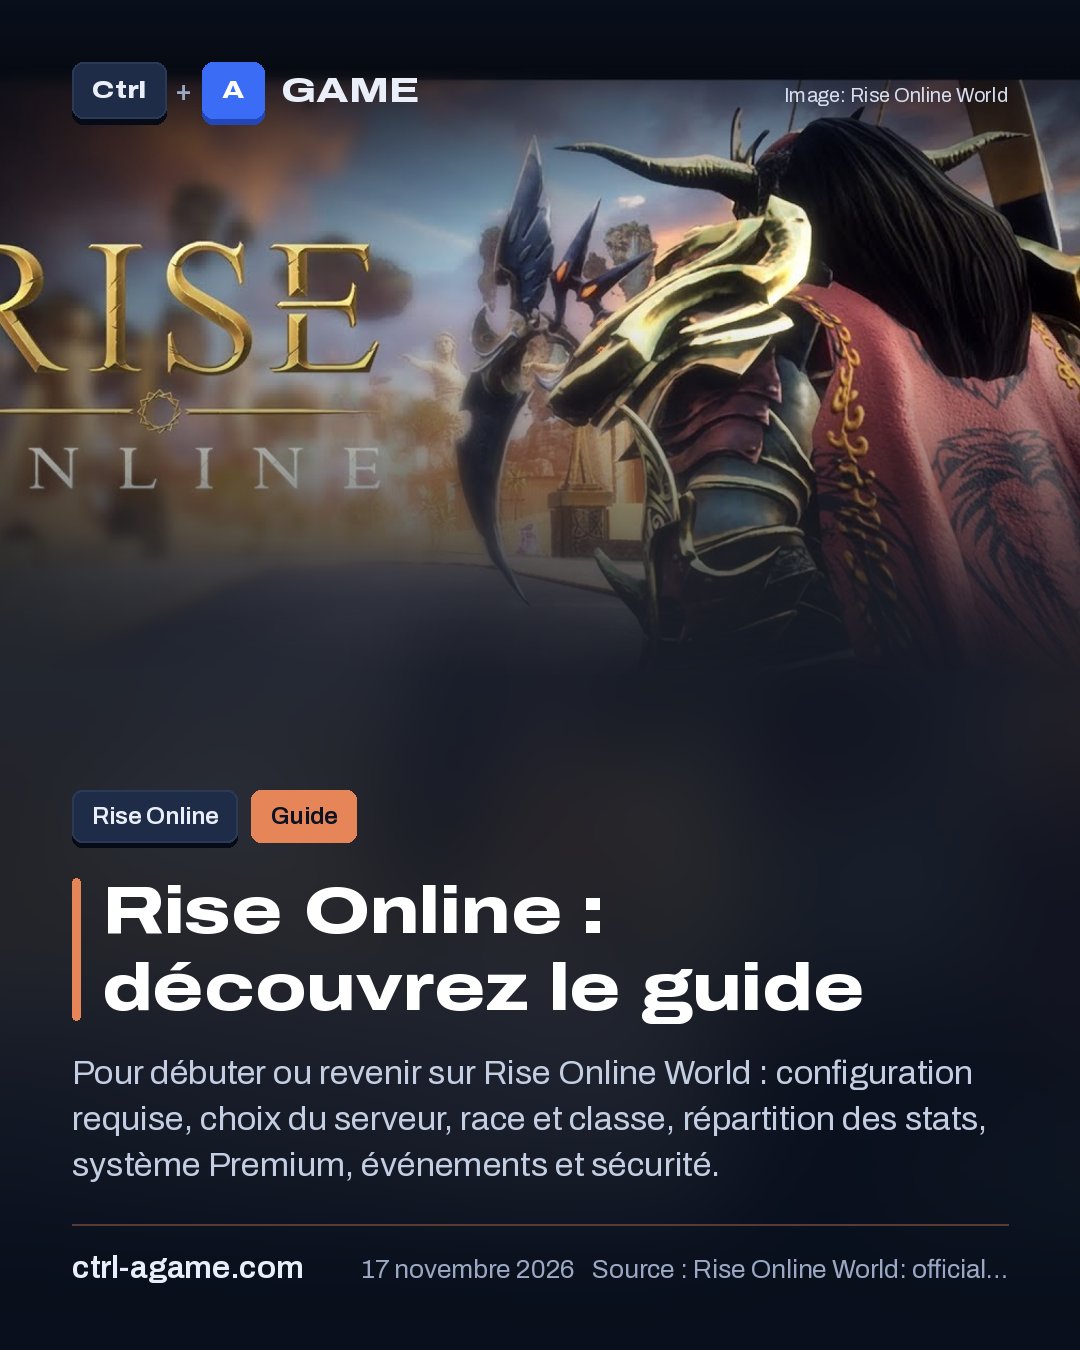 Ctrl + A GAME
Image: Rise Online World
RISE
NLINE
Rise Online
Guide
Rise Online :
découvrez le guide
Pour débuter ou revenir sur Rise Online World : configuration
requise, choix du serveur, race et classe, répartition des stats,
système Premium, événements et sécurité.
ctrl-agame.com
17 novembre 2026 Source : Rise Online World: official...